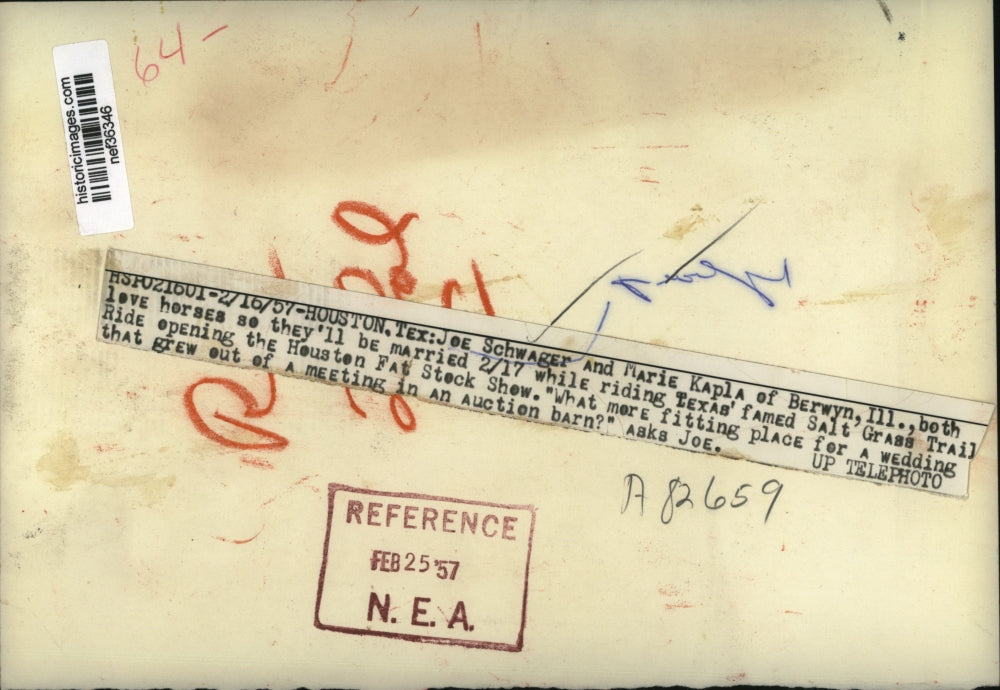 64-
historicimages.com
nef36346
HSP021601-2/16/57-HOUSTON, TEX: JOE SCHWAGER AND MARIE KAPLA OF BERWYN, ILL., both
love horses so they'll be married 2/17 while riding TEXAS' famed Salt Grass Trail
Ride opening the Houston Fat Stock Show. "What more fitting place for a wedding
that grew out of a meeting in an auction barn?" asks Joe.
UP TELEPHOTO
A 82659
REFERENCE
FEB 25 '57
N. E. A.